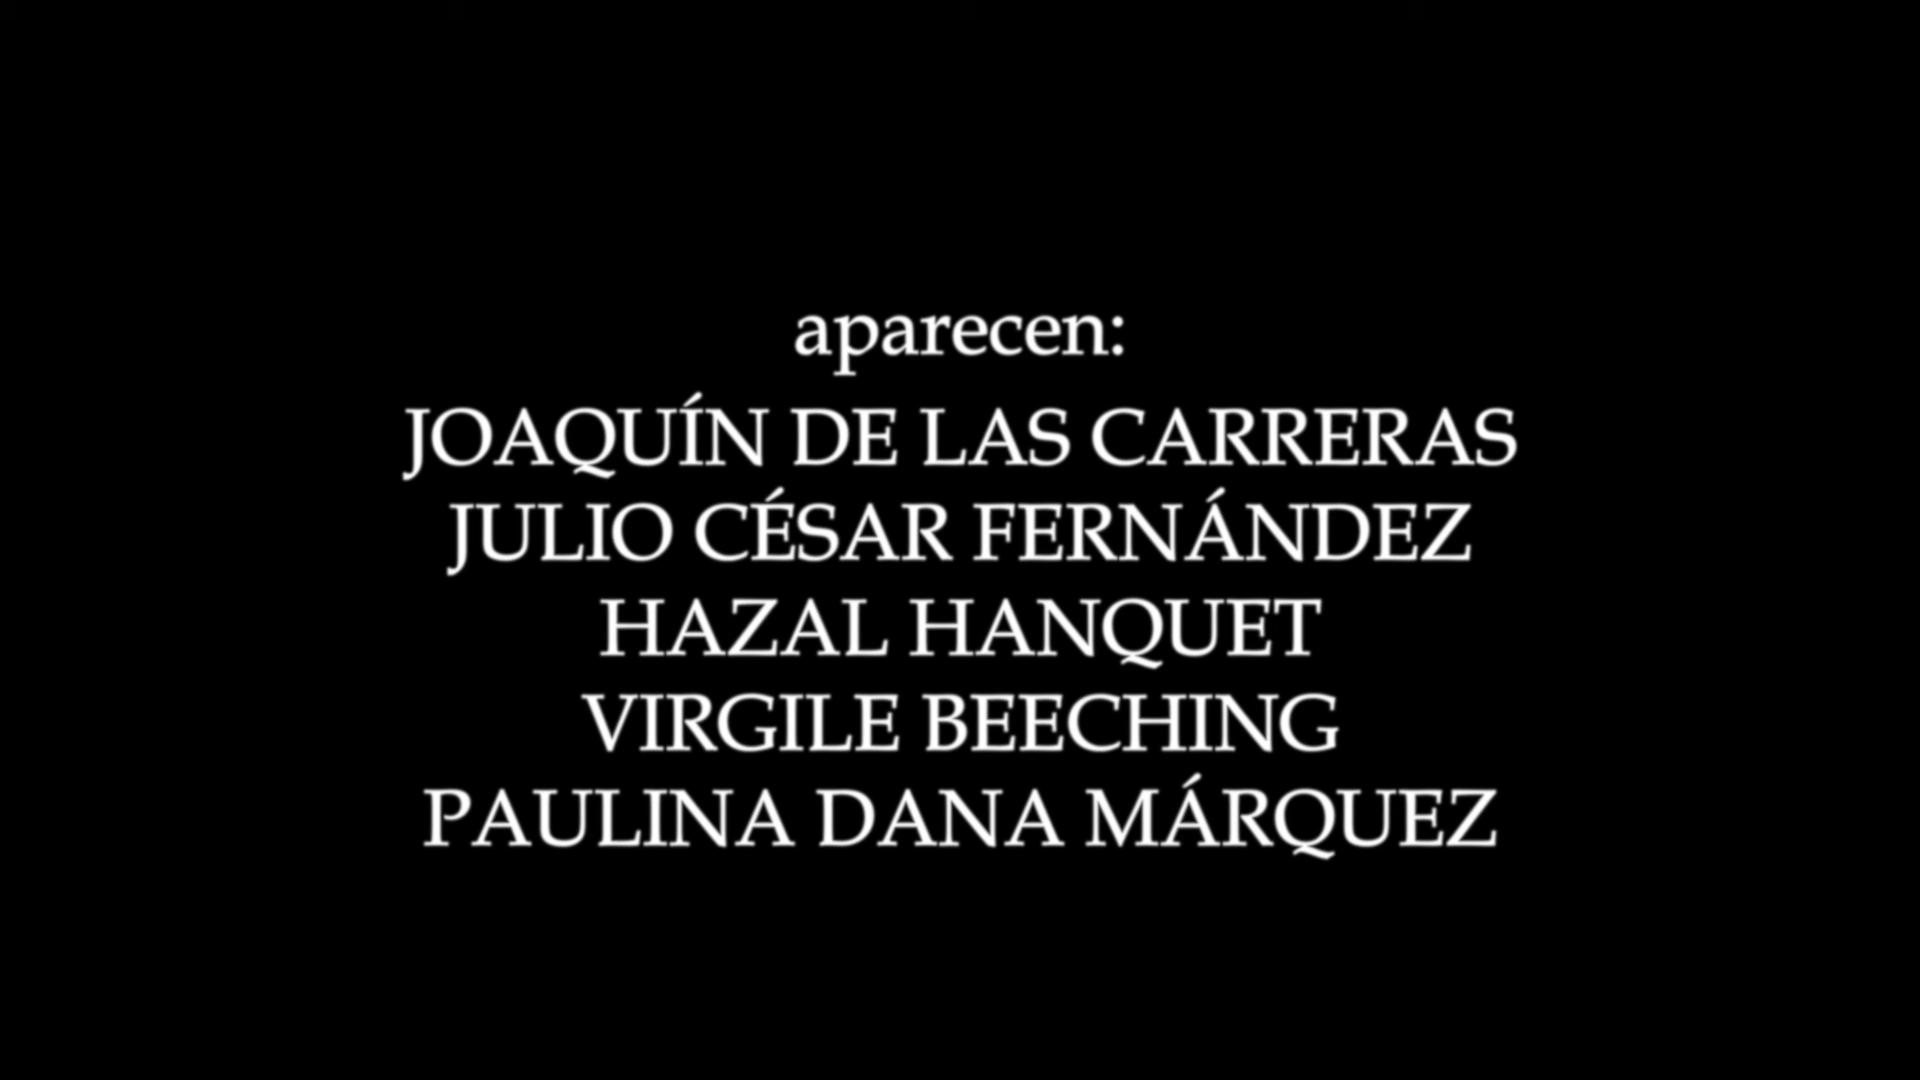 aparecen:
JOAQUÍN DE LAS CARRERAS
JULIO CÉSAR FERNÁNDEZ
HAZAL HANQUET
VIRGILE BEECHING
PAULINA DANA MÁRQUEZ